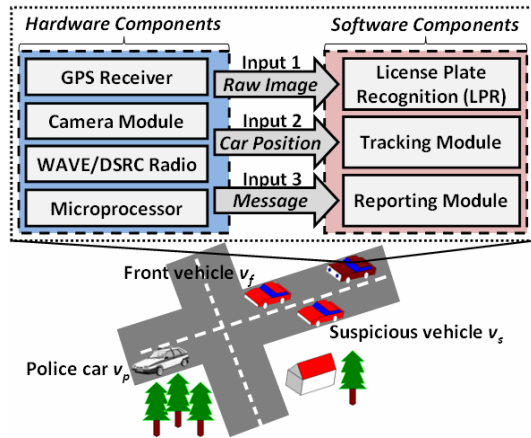 Hardware Components
Software Components
GPS Receiver
Camera Module
WAVE/DSRC Radio
Microprocessor
Input 1
Raw Image
Input 2
Car Position
Input 3
Message
License Plate
Recognition (LPR)
Tracking Module
Reporting Module
Front vehicle v_f
Suspicious vehicle v_s
Police car v_p